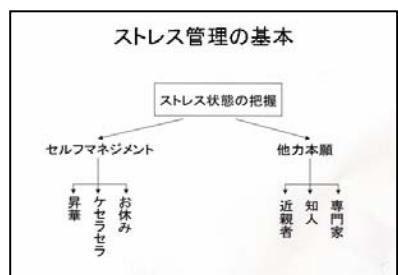 ストレス管理の基本
ストレス状態の把握
セルフマネジメント
他力本願
昇華
ケセラセラ
お休み
近親者
知人
専門家